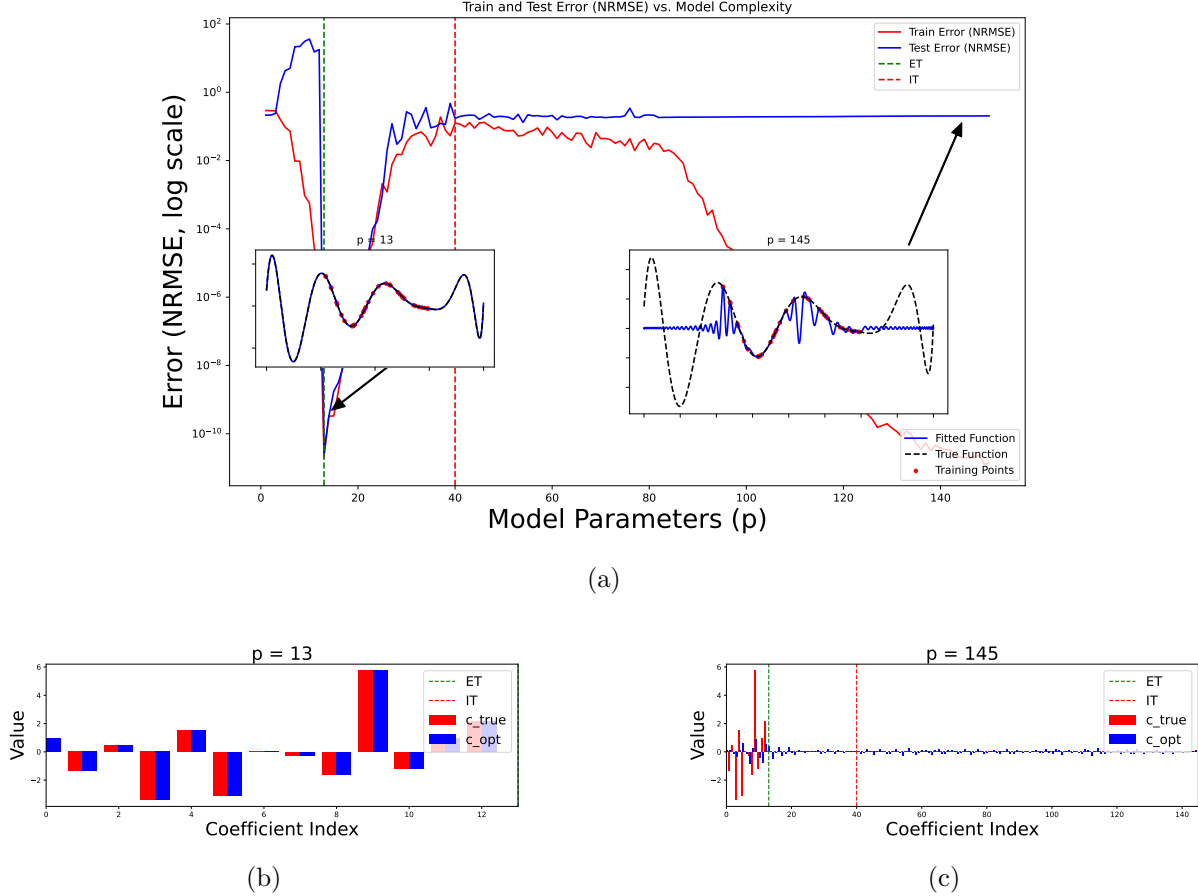 Train and Test Error (NRMSE) vs. Model Complexity
Error (NRMSE, log scale)
10²
10⁰
10⁻²
10⁻⁴
10⁻⁶
10⁻⁸
10⁻¹⁰
Train Error (NRMSE)
Test Error (NRMSE)
ET
IT
p = 13
p = 145
Fitted Function
True Function
Training Points
0 20 40 60 80 100 120 140
Model Parameters (p)
(a)
p = 13
Value
6
4
2
0
−2
ET
IT
c_true
c_opt
0 2 4 6 8 10 12
Coefficient Index
(b)
p = 145
Value
6
4
2
0
−2
ET
IT
c_true
c_opt
0 20 40 60 80 100 120 140
Coefficient Index
(c)